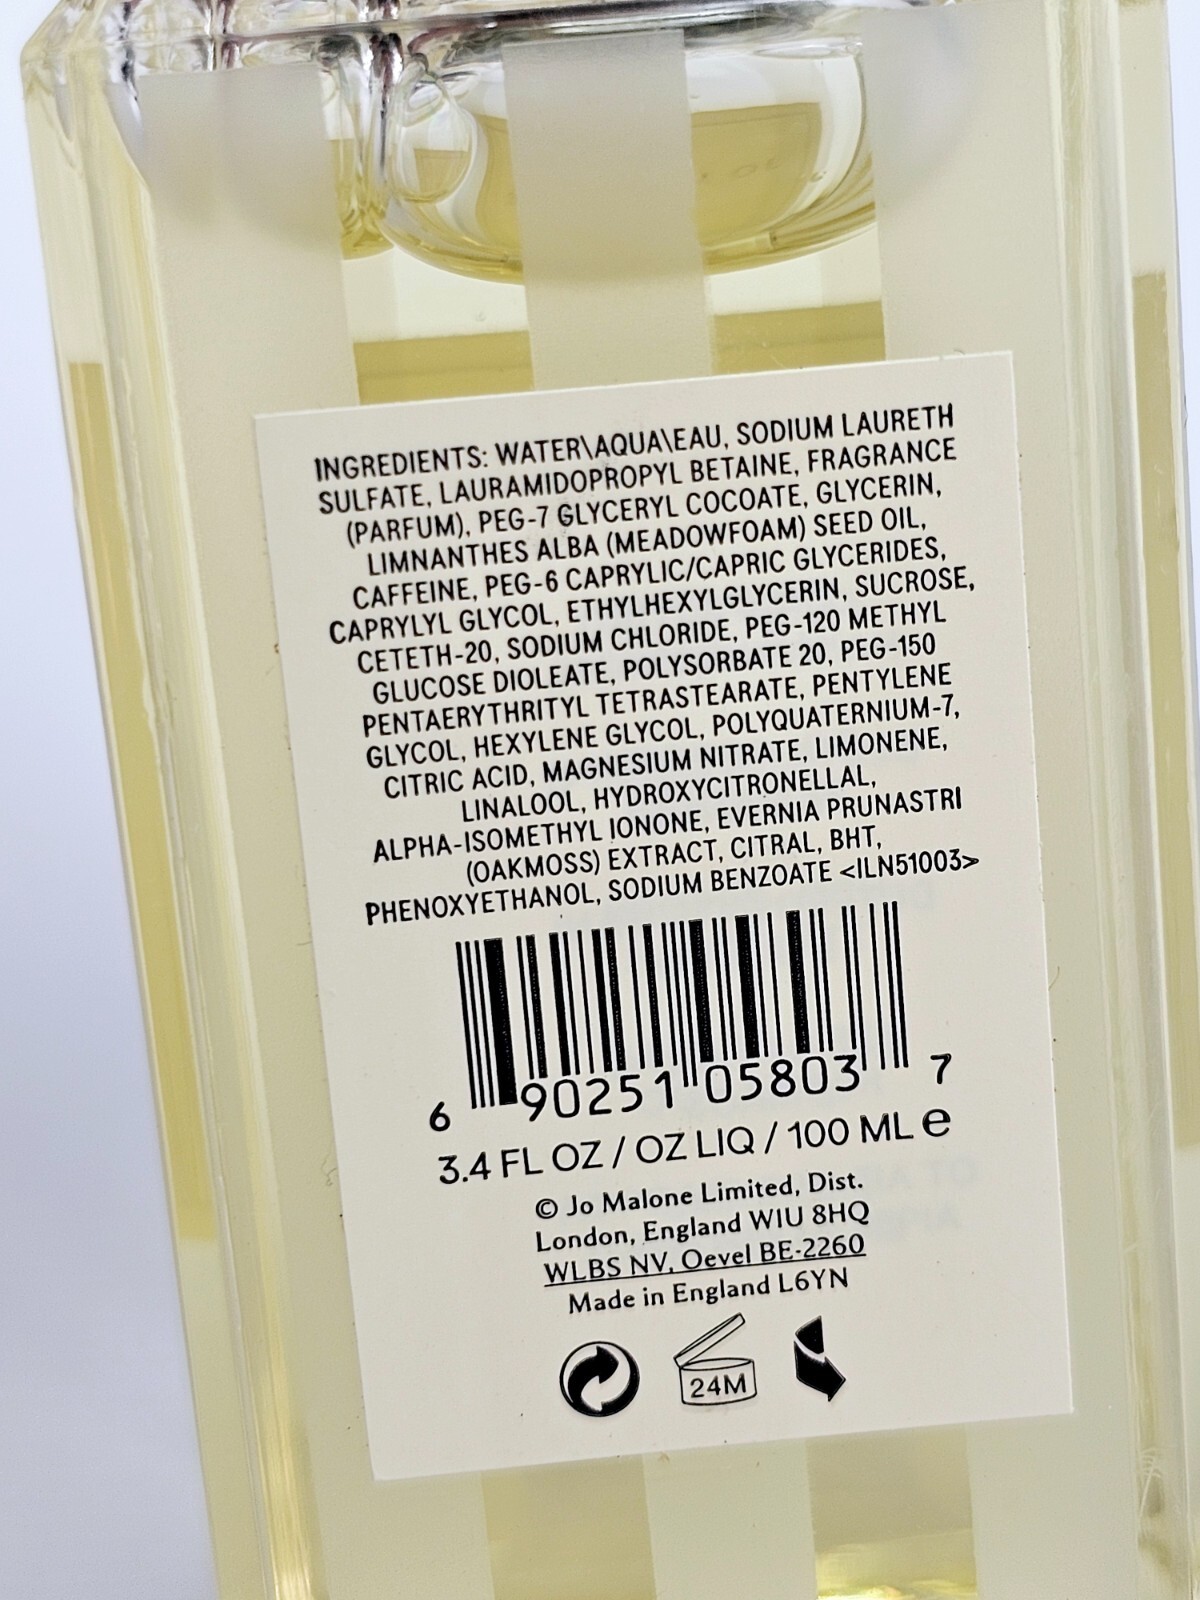 INGREDIENTS: WATER\AQUA\EAU, SODIUM LAURETH
SULFATE, LAURAMIDOPROPYL BETAINE, FRAGRANCE
(PARFUM), PEG-7 GLYCERYL COCOATE, GLYCERIN,
LIMNANTHES ALBA (MEADOWFOAM) SEED OIL,
CAFFEINE, PEG-6 CAPRYLIC/CAPRIC GLYCERIDES,
CAPRYLYL GLYCOL, ETHYLHEXYLGLYCERIN, SUCROSE,
CETETH-20, SODIUM CHLORIDE, PEG-120 METHYL
GLUCOSE DIOLEATE, POLYSORBATE 20, PEG-150
PENTAERYTHRITYL TETRASTEARATE, PENTYLENE
GLYCOL, HEXYLENE GLYCOL, POLYQUATERNIUM-7,
CITRIC ACID, MAGNESIUM NITRATE, LIMONENE,
LINALOOL, HYDROXYCITRONELLAL,
ALPHA-ISOMETHYL IONONE, EVERNIA PRUNASTRI
(OAKMOSS) EXTRACT, CITRAL, BHT,
PHENOXYETHANOL, SODIUM BENZOATE <ILN51003>
6 90251 05803 7
3.4 FL OZ / OZ LIQ / 100 ML e
© Jo Malone Limited, Dist.
London, England W1U 8HQ
WLBS NV, Oevel BE-2260
Made in England L6YN
24M